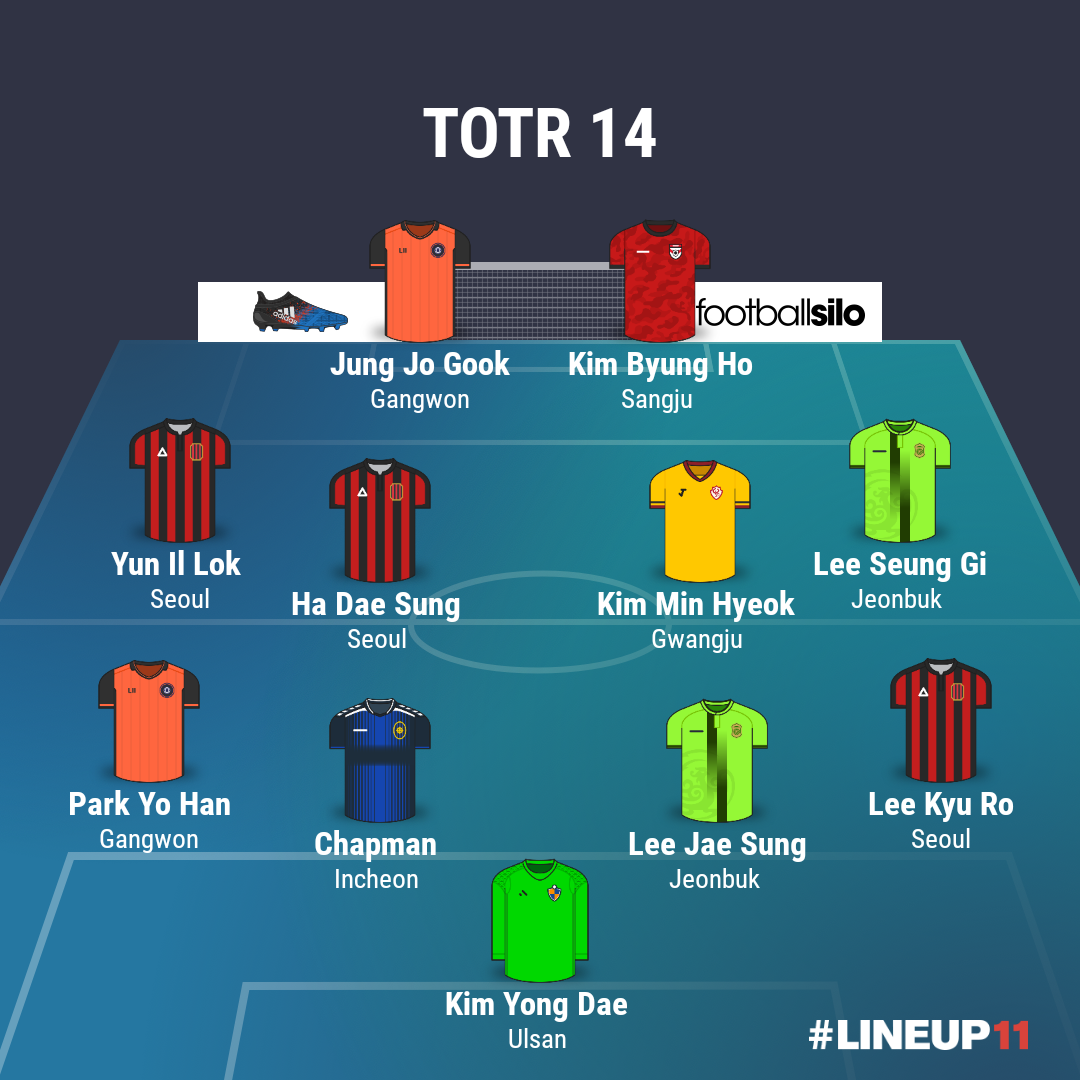 TOTR 14
adidas
footballsilo
Jung Jo Gook
Gangwon
Kim Byung Ho
Sangju
Yun Il Lok
Seoul
Ha Dae Sung
Seoul
Kim Min Hyeok
Gwangju
Lee Seung Gi
Jeonbuk
Park Yo Han
Gangwon
Chapman
Incheon
Lee Jae Sung
Jeonbuk
Lee Kyu Ro
Seoul
Kim Yong Dae
Ulsan
#LINEUP11